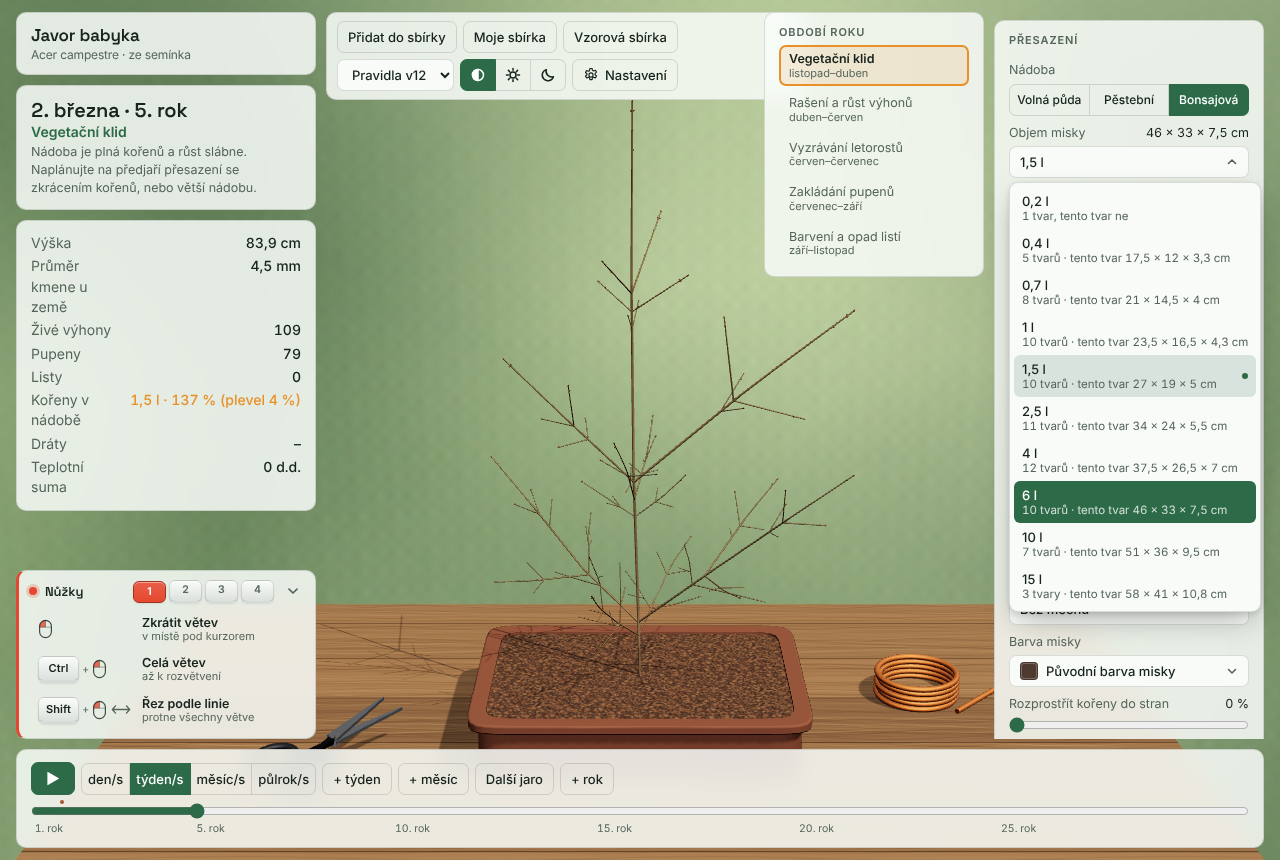 Javor babyka
Acer campestre · ze semínka
2. března · 5. rok
Vegetační klid
Nádoba je plná kořenů a růst slábne.
Naplánujte na předjaří přesazení se
zkrácením kořenů, nebo větší nádobu.
Výška 83,9 cm
Průměr 4,5 mm
kmene u
země
Živé výhony 109
Pupeny 79
Listy 0
Kořeny v 1,5 l · 137 % (plevel 4 %)
nádobě
Dráty –
Teplotní 0 d.d.
suma
Nůžky 1 2 3 4
Zkrátit větev
v místě pod kurzorem
Ctrl + Celá větev
až k rozvětvení
Shift + Řez podle linie
protne všechny větve
Přidat do sbírky Moje sbírka Vzorová sbírka
Pravidla v12 Nastavení
OBDOBÍ ROKU
Vegetační klid
listopad–duben
Rašení a růst výhonů
duben–červen
Vyzrávání letorostů
červen–červenec
Zakládání pupenů
červenec–září
Barvení a opad listí
září–listopad
PŘESAZENÍ
Nádoba
Volná půda Pěstební Bonsajová
Objem misky 46 × 33 × 7,5 cm
1,5 l
0,2 l
1 tvar, tento tvar ne
0,4 l
5 tvarů · tento tvar 17,5 × 12 × 3,3 cm
0,7 l
8 tvarů · tento tvar 21 × 14,5 × 4 cm
1 l
10 tvarů · tento tvar 23,5 × 16,5 × 4,3 cm
1,5 l
10 tvarů · tento tvar 27 × 19 × 5 cm
2,5 l
11 tvarů · tento tvar 34 × 24 × 5,5 cm
4 l
12 tvarů · tento tvar 37,5 × 26,5 × 7 cm
6 l
10 tvarů · tento tvar 46 × 33 × 7,5 cm
10 l
7 tvarů · tento tvar 51 × 36 × 9,5 cm
15 l
3 tvary · tento tvar 58 × 41 × 10,8 cm
Barva misky
Původní barva misky
Rozprostřít kořeny do stran 0 %
den/s týden/s měsíc/s půlrok/s + týden + měsíc Další jaro + rok
1. rok 5. rok 10. rok 15. rok 20. rok 25. rok